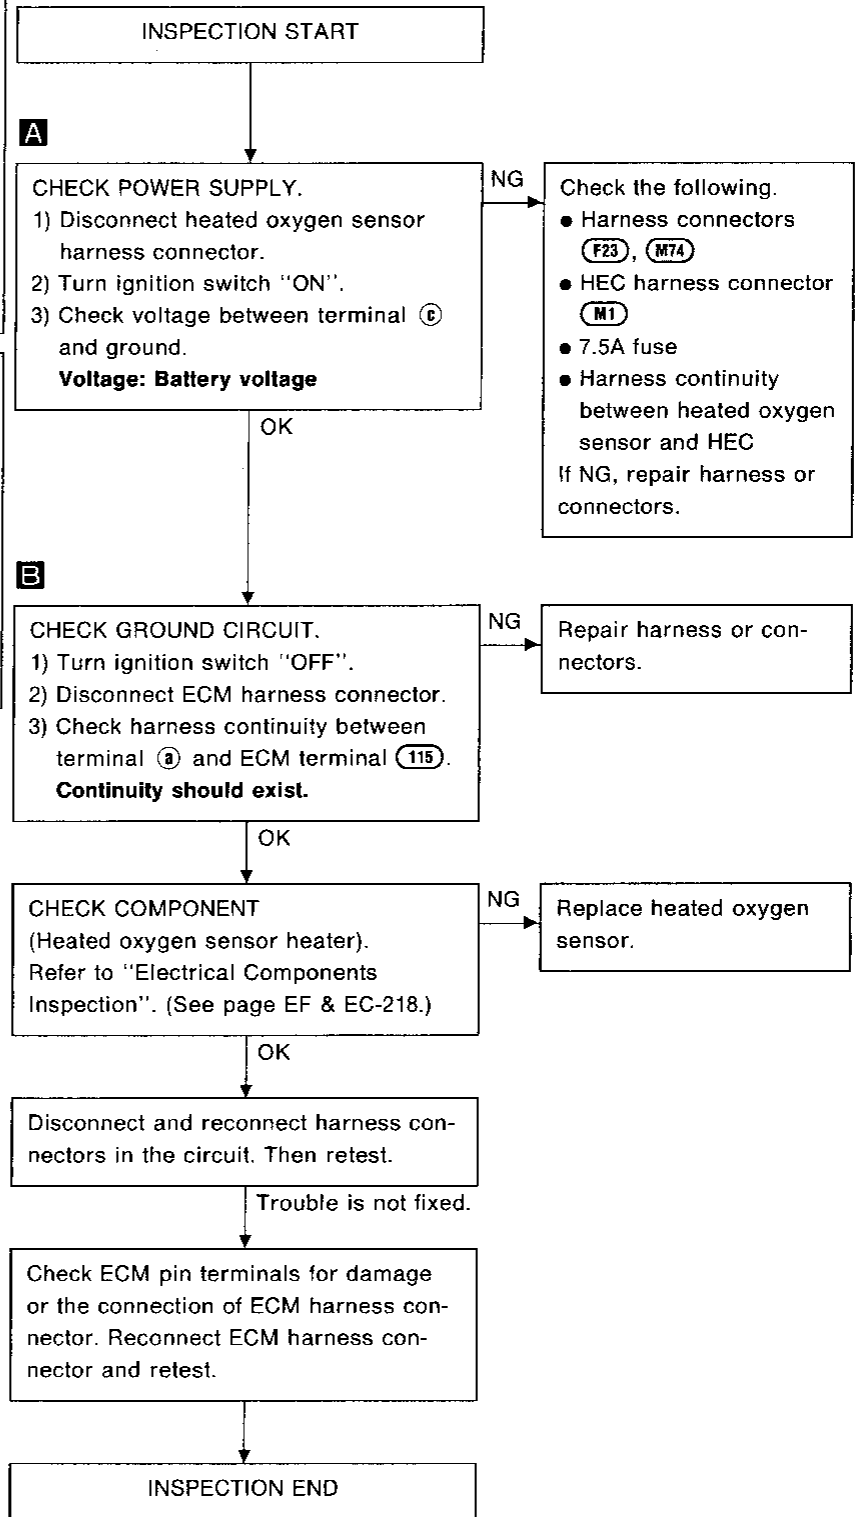 INSPECTION START
A
CHECK POWER SUPPLY.
1) Disconnect heated oxygen sensor
harness connector.
2) Turn ignition switch "ON".
3) Check voltage between terminal ⓒ
and ground.
Voltage: Battery voltage
NG
Check the following.
● Harness connectors
F23, M74
● HEC harness connector
M1
● 7.5A fuse
● Harness continuity
between heated oxygen
sensor and HEC
If NG, repair harness or
connectors.
OK
B
CHECK GROUND CIRCUIT.
1) Turn ignition switch "OFF".
2) Disconnect ECM harness connector.
3) Check harness continuity between
terminal ⓐ and ECM terminal 115.
Continuity should exist.
NG
Repair harness or con-
nectors.
OK
CHECK COMPONENT
(Heated oxygen sensor heater).
Refer to "Electrical Components
Inspection". (See page EF & EC-218.)
NG
Replace heated oxygen
sensor.
OK
Disconnect and reconnect harness con-
nectors in the circuit. Then retest.
Trouble is not fixed.
Check ECM pin terminals for damage
or the connection of ECM harness con-
nector. Reconnect ECM harness con-
nector and retest.
INSPECTION END